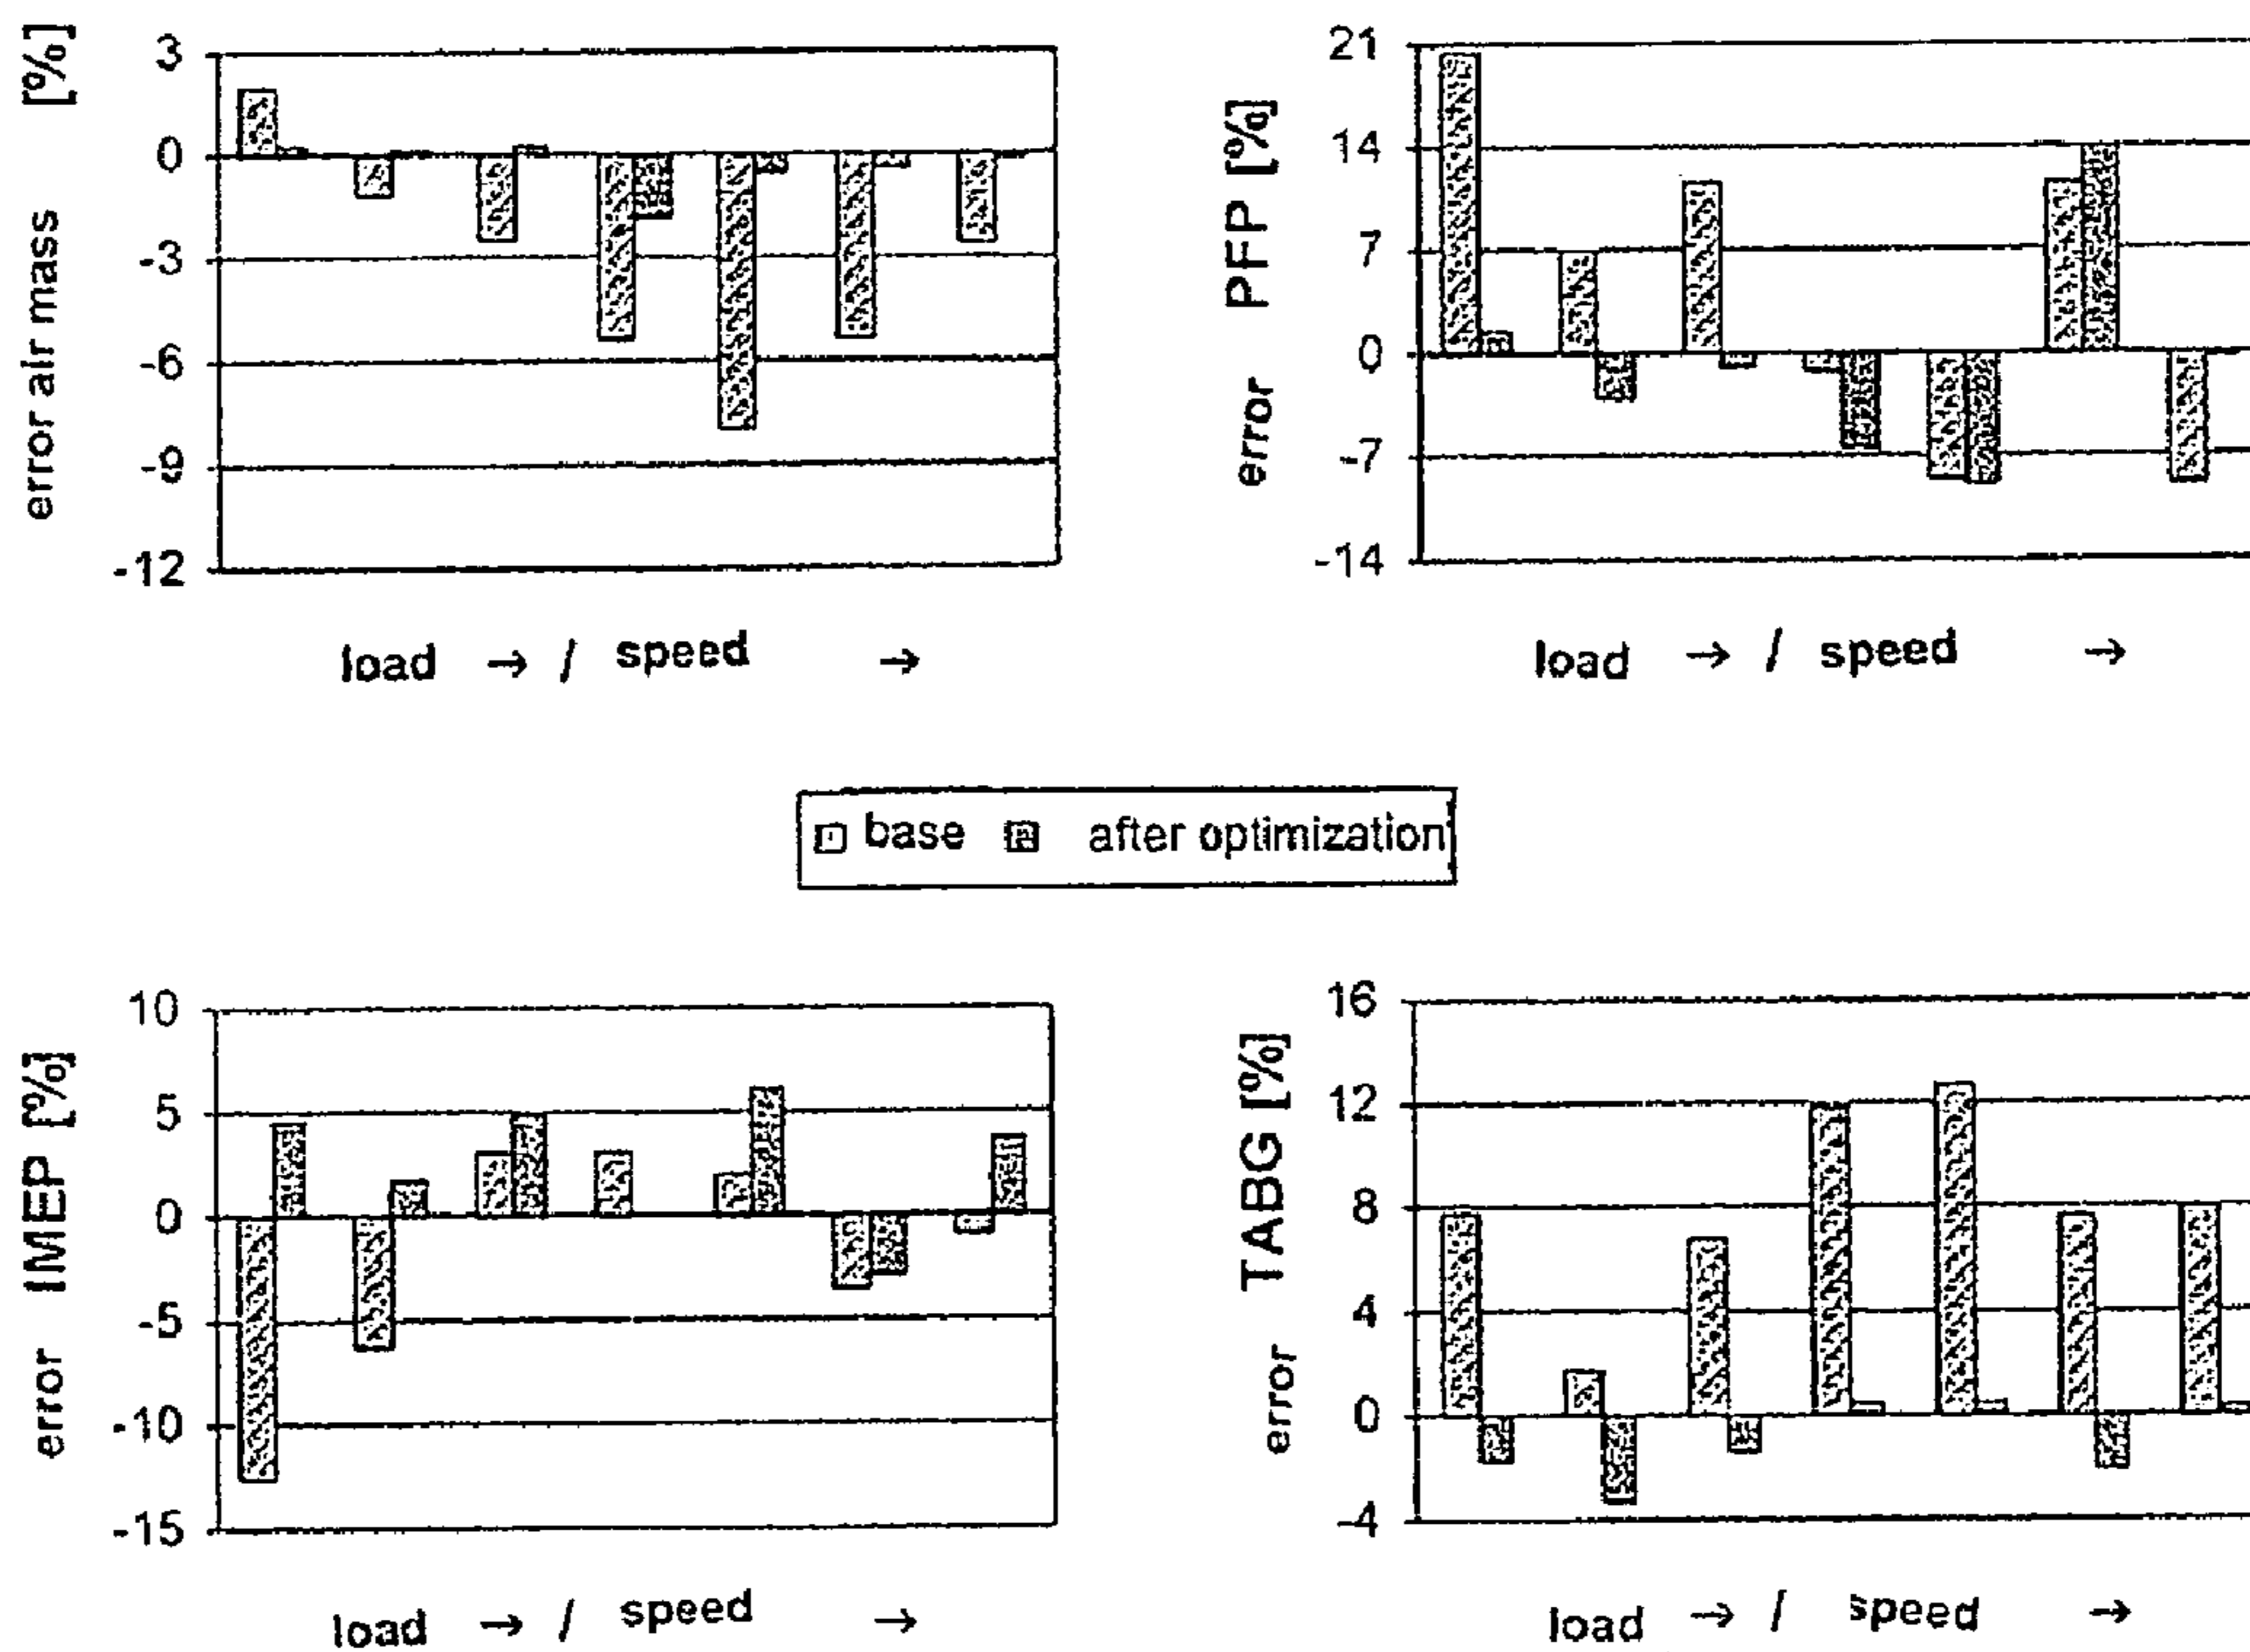 error air mass [%]
3
0
-3
-6
-9
-12
load → / speed →
error PFP [%]
21
14
7
0
-7
-14
load → / speed →
base after optimization
error IMEP [%]
10
5
0
-5
-10
-15
load → / speed →
error TABG [%]
16
12
8
4
0
-4
load → / speed →